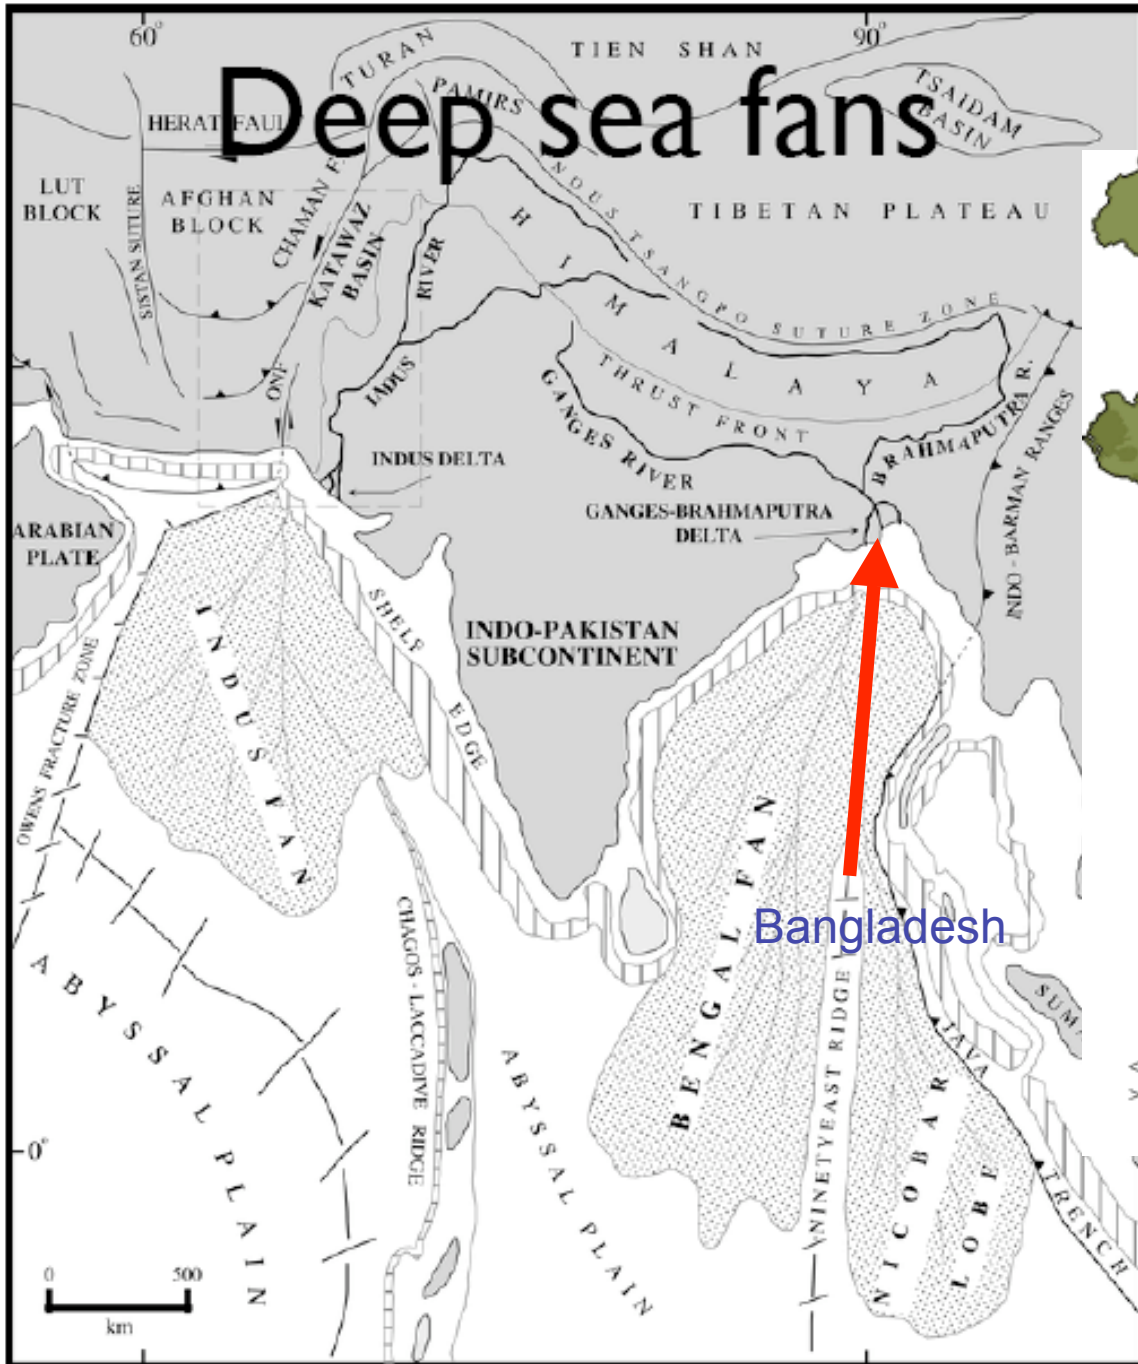 60°
90°
Deep sea fans
TURAN
TIEN SHAN
PAMIRS
TSAIDAM
BASIN
HERAT FAUL
LUT
BLOCK
SISTAN SUTURE
AFGHAN
BLOCK
CHAMAN F
KATAWAZ
BASIN
RIVER
INDUS
NOUS TSANGPO SUTURE ZONE
TIBETAN PLATEAU
HIMALAYA
THRUST FRONT
GANGES RIVER
BRAHMAPUTRA R.
INDO-BARMAN RANGES
ONF
INDUS DELTA
GANGES-BRAHMAPUTRA
DELTA
ARABIAN
PLATE
OWENS FRACTURE ZONE
INDUS FAN
SHELF
EDGE
INDO-PAKISTAN
SUBCONTINENT
BENGAL FAN
Bangladesh
NINETYEAST RIDGE
NICOBAR
LOBE
JAVA
TRENCH
SUM
CHAGOS-LACCADIVE RIDGE
ABYSSAL PLAIN
ABYSSAL PLAIN
0°
0 500
km